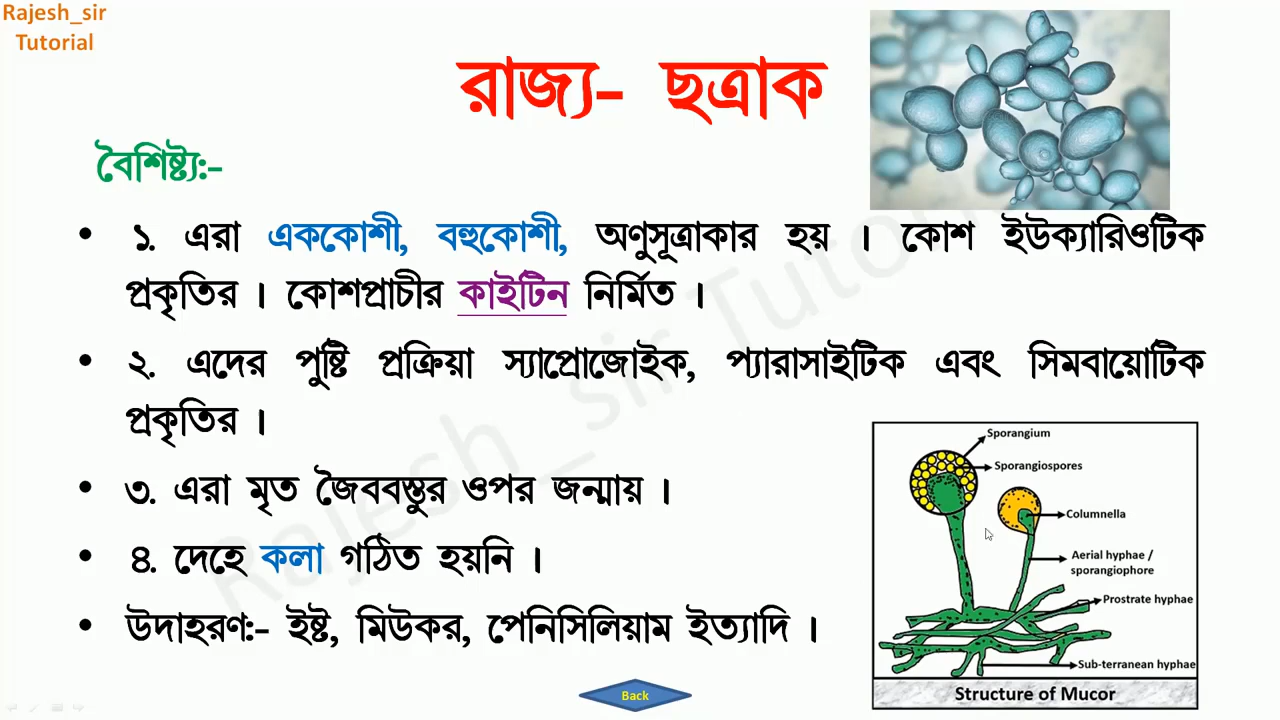 Rajesh_sir
Tutorial
রাজ্য- ছত্রাক
বৈশিষ্ট্য:-
• ১. এরা এককোশী, বহুকোশী, অণুসূত্রাকার হয় । কোশ ইউক্যারিওটিক
প্রকৃতির । কোশপ্রাচীর কাইটিন নির্মিত ।
• ২. এদের পুষ্টি প্রক্রিয়া স্যাপ্রোজোইক, প্যারাসাইটিক এবং সিমবায়োটিক
প্রকৃতির ।
• ৩. এরা মৃত জৈববস্তুর ওপর জন্মায় ।
• ৪. দেহে কলা গঠিত হয়নি ।
• উদাহরণ:- ইষ্ট, মিউকর, পেনিসিলিয়াম ইত্যাদি ।
Sporangium
Sporangiospores
Columnella
Aerial hyphae /
sporangiophore
Prostrate hyphae
Sub-terranean hyphae
Structure of Mucor
Back
Rajesh_sir Tutorial